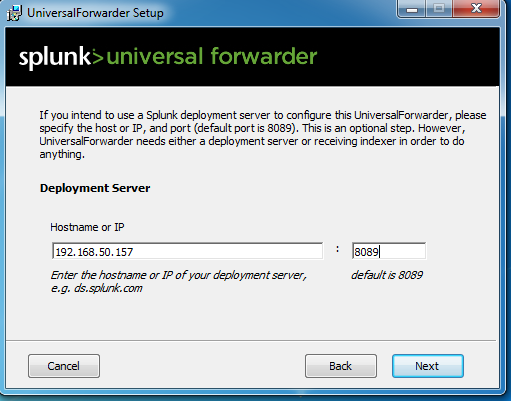 UniversalForwarder Setup
splunk>universal forwarder
If you intend to use a Splunk deployment server to configure this UniversalForwarder, please
specify the host or IP, and port (default port is 8089). This is an optional step. However,
UniversalForwarder needs either a deployment server or receiving indexer in order to do
anything.
Deployment Server
Hostname or IP
192.168.50.157 : 8089
Enter the hostname or IP of your deployment server, default is 8089
e.g. ds.splunk.com
Cancel Back Next